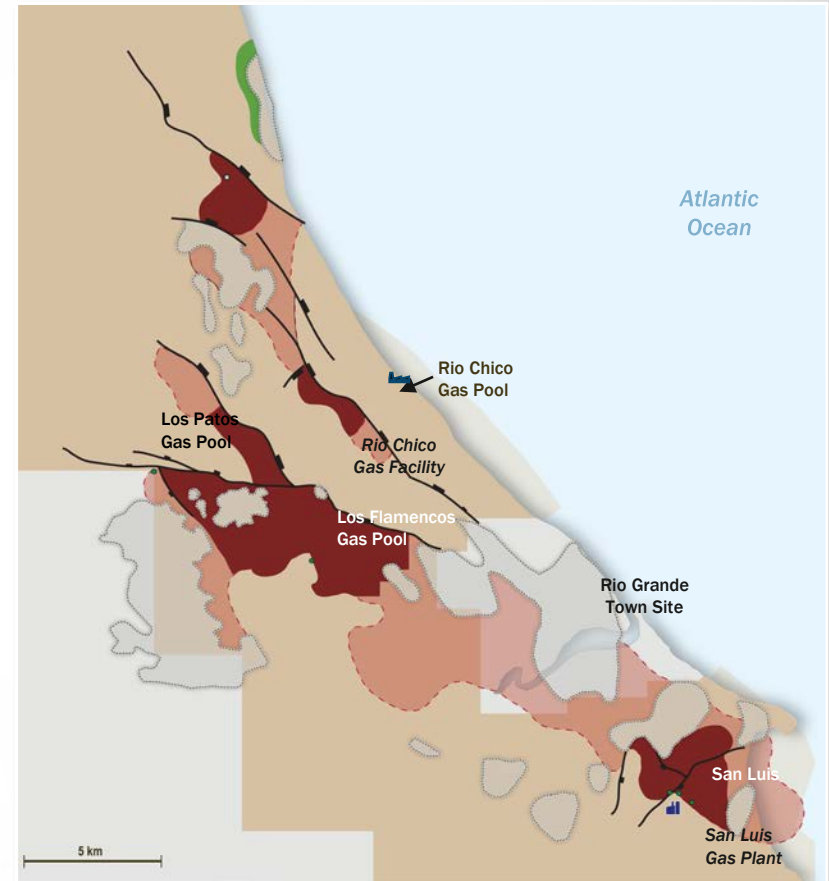 Atlantic
Ocean
Rio Chico
Gas Pool
Los Patos
Gas Pool
Rio Chico
Gas Facility
Los Flamencos
Gas Pool
Rio Grande
Town Site
San Luis
San Luis
Gas Plant
5 km